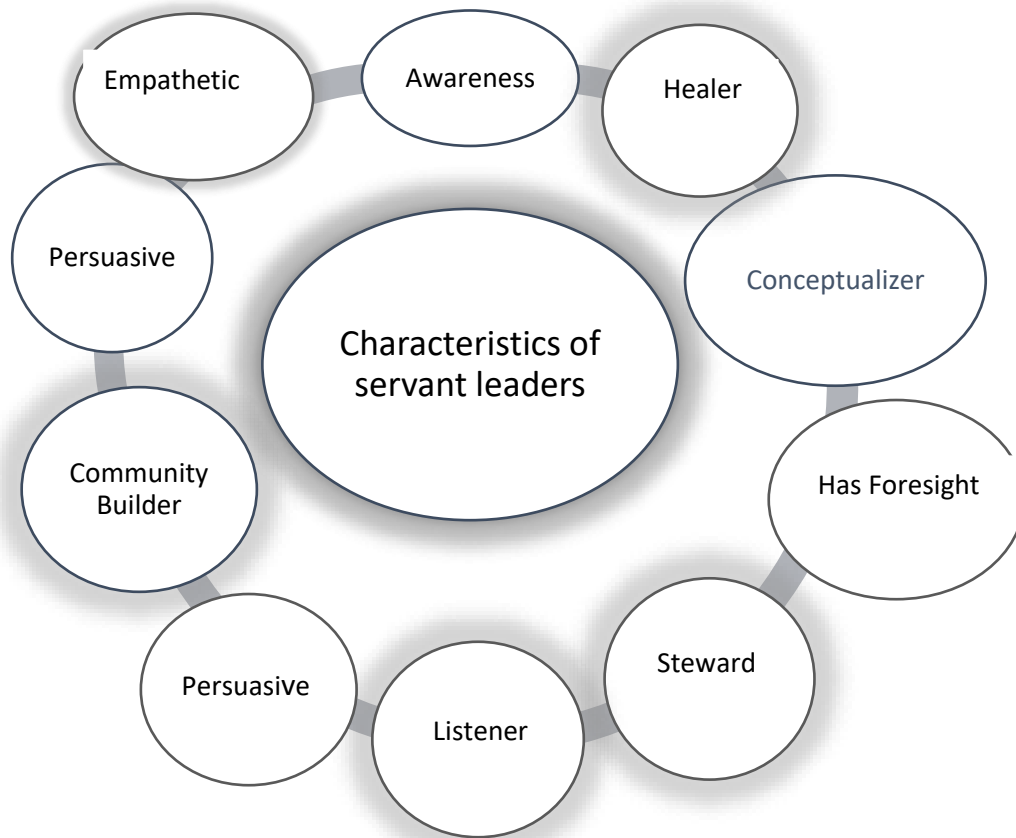 Empathetic
Awareness
Healer
Conceptualizer
Has Foresight
Steward
Listener
Persuasive
Community
Builder
Persuasive
Characteristics of
servant leaders